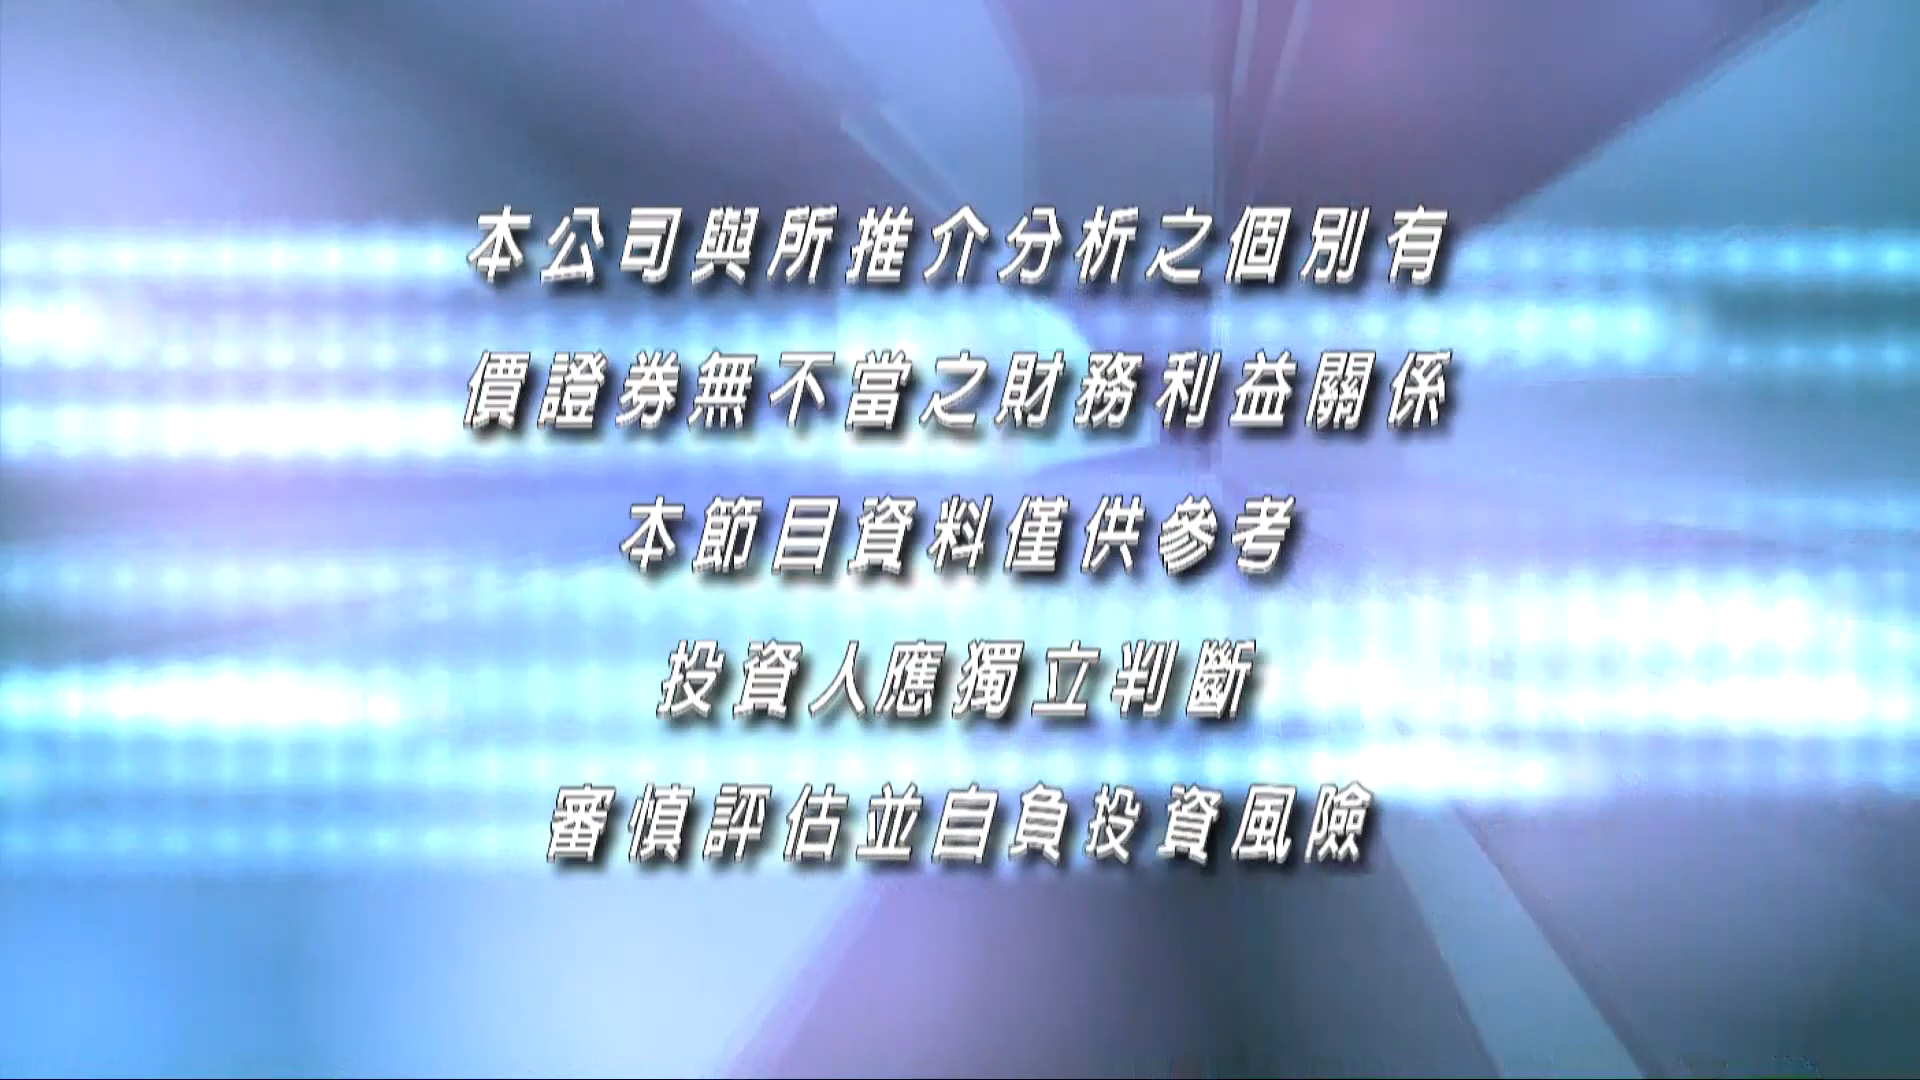 本公司與所推介分析之個別有
價證券無不當之財務利益關係
本節目資料僅供參考
投資人應獨立判斷
審慎評估並自負投資風險